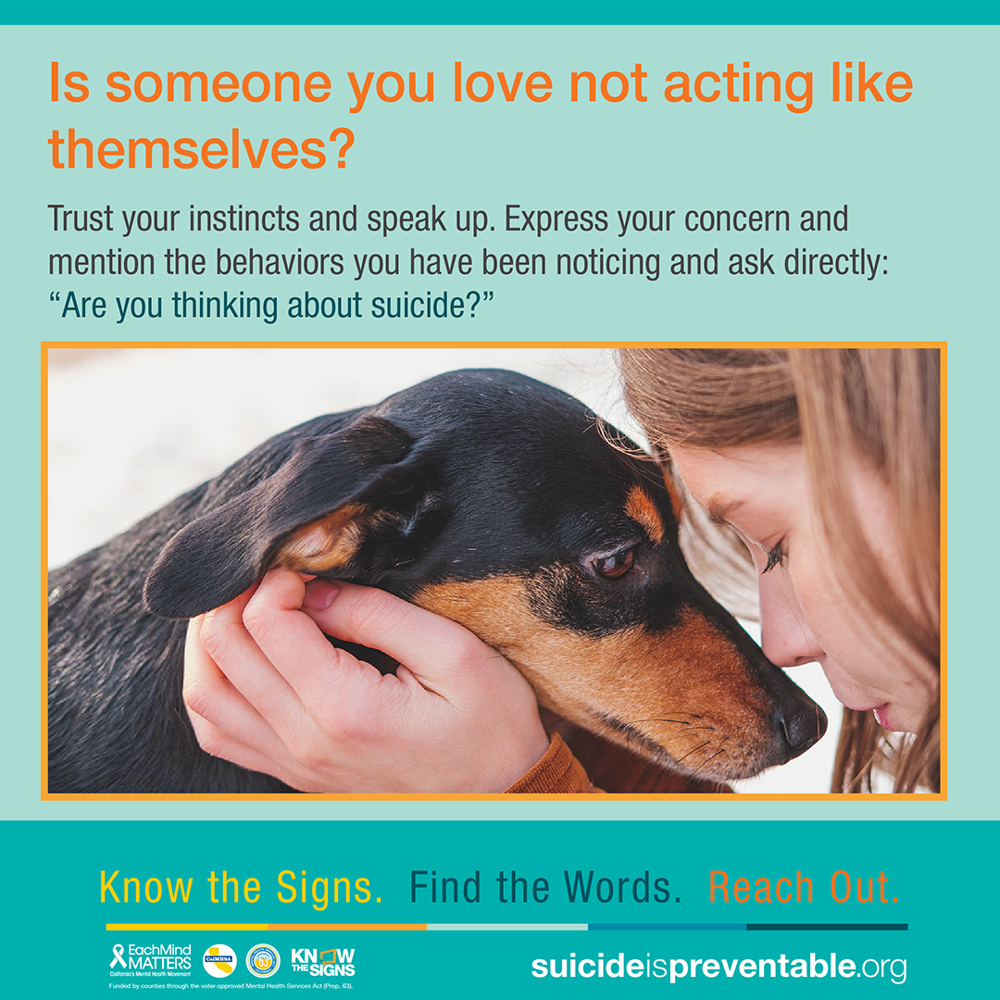 Is someone you love not acting like
themselves?
Trust your instincts and speak up. Express your concern and
mention the behaviors you have been noticing and ask directly:
“Are you thinking about suicide?”
Know the Signs. Find the Words. Reach Out.
EachMind
MATTERS
California's Mental Health Movement
CalMHSA
63
KNOW
THE SIGNS
Funded by counties through the voter-approved Mental Health Services Act (Prop. 63).
suicideispreventable.org